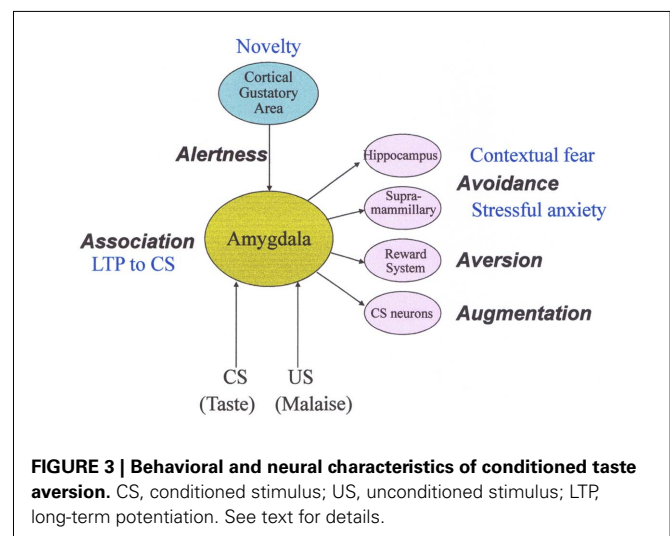 Novelty
Cortical
Gustatory
Area
Alertness
Hippocampus
Contextual fear
Avoidance
Supra-
mammillary
Stressful anxiety
Association
LTP to CS
Amygdala
Reward
System
Aversion
CS neurons
Augmentation
CS
(Taste)
US
(Malaise)
FIGURE 3 | Behavioral and neural characteristics of conditioned taste
aversion. CS, conditioned stimulus; US, unconditioned stimulus; LTP,
long-term potentiation. See text for details.